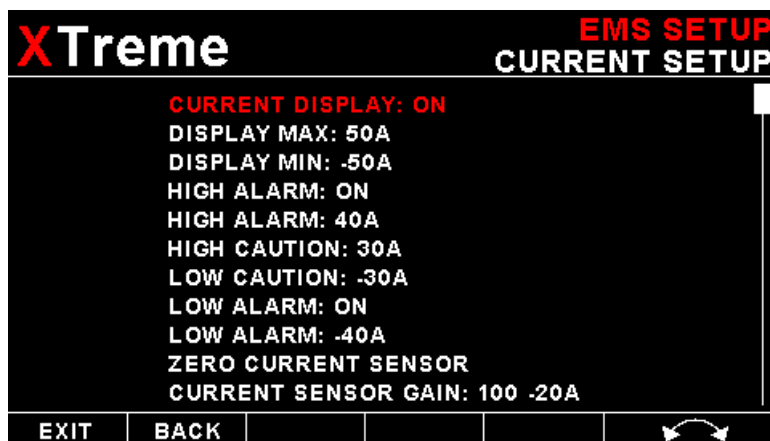 XTreme
EMS SETUP
CURRENT SETUP
CURRENT DISPLAY: ON
DISPLAY MAX: 50A
DISPLAY MIN: -50A
HIGH ALARM: ON
HIGH ALARM: 40A
HIGH CAUTION: 30A
LOW CAUTION: -30A
LOW ALARM: ON
LOW ALARM: -40A
ZERO CURRENT SENSOR
CURRENT SENSOR GAIN: 100 -20A
EXIT BACK